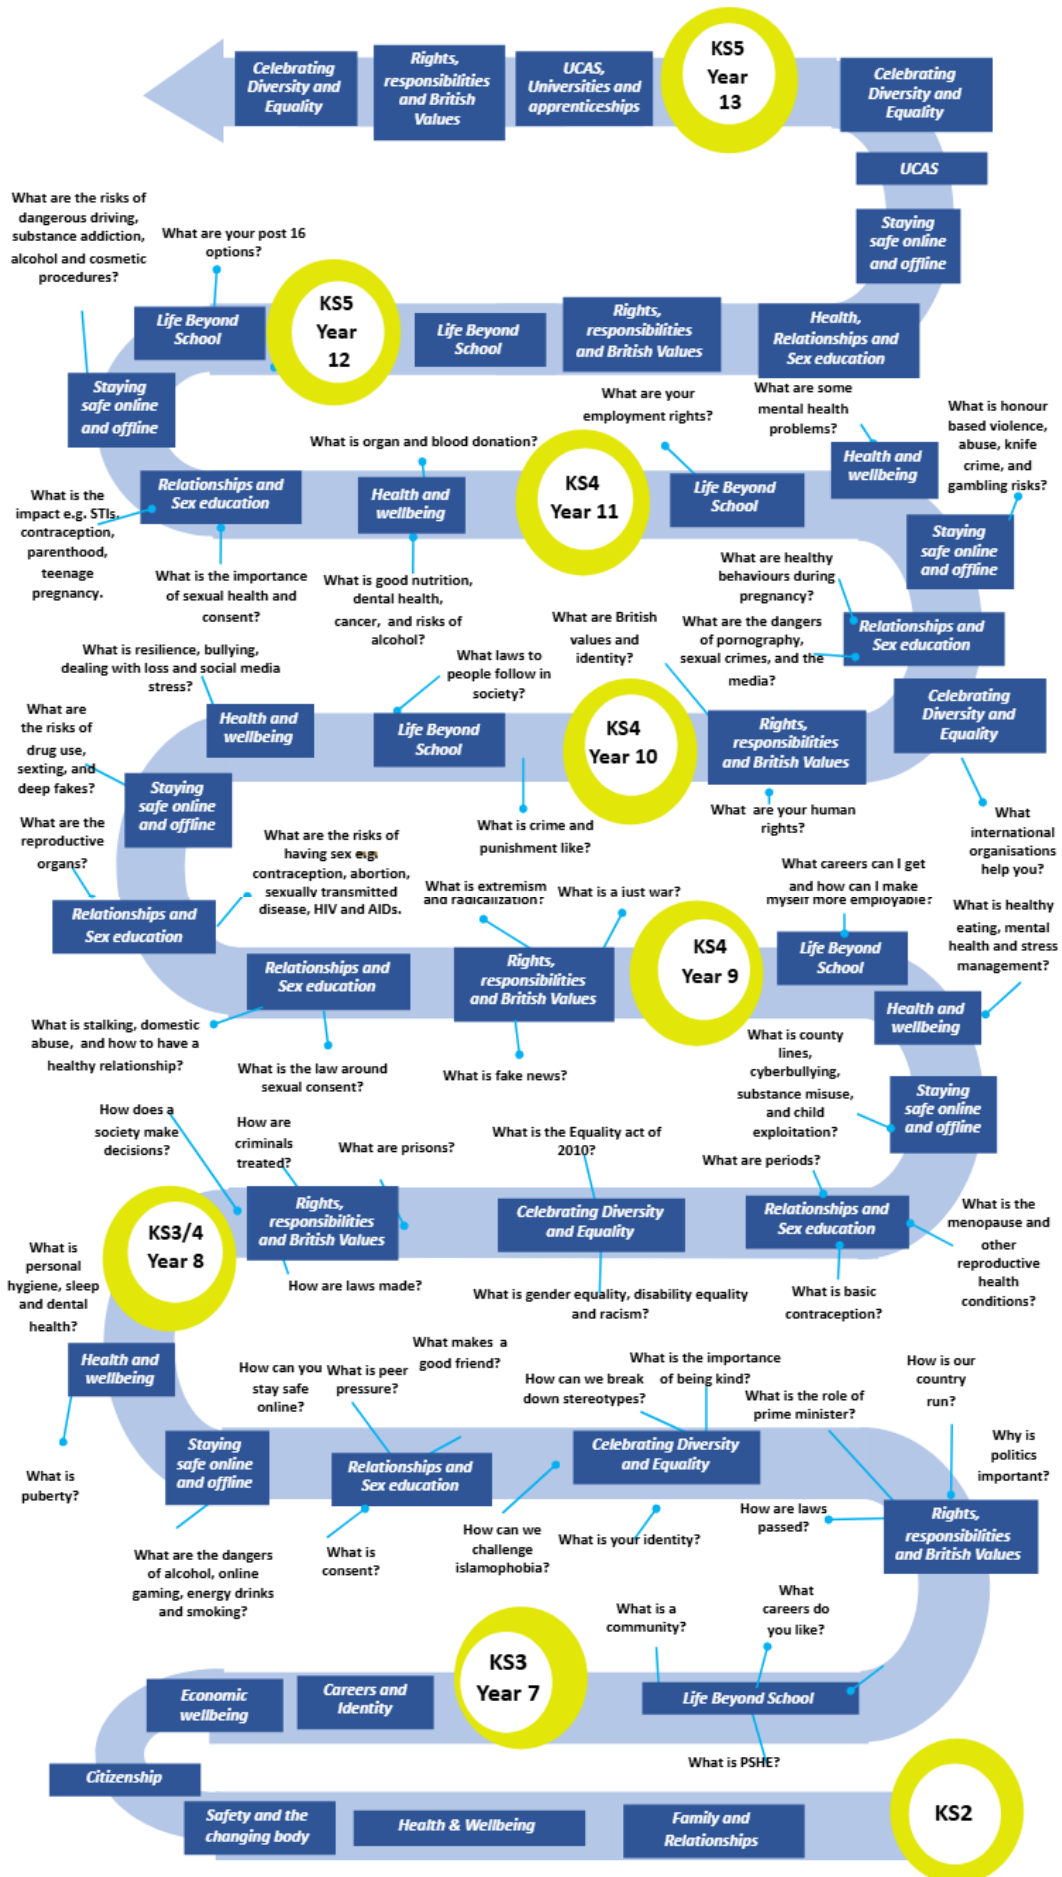 KS5
Year
13
Celebrating
Diversity and
Equality
Rights,
responsibilities
and British
Values
UCAS,
Universities and
apprenticeships
Celebrating
Diversity and
Equality
UCAS
Staying
safe online
and offline
What are the risks of
dangerous driving,
substance addiction,
alcohol and cosmetic
procedures?
What are your post 16
options?
Life Beyond
School
KS5
Year
12
Life Beyond
School
Rights,
responsibilities
and British Values
Health,
Relationships and
Sex education
Staying
safe online
and offline
What are your
employment rights?
What are some
mental health
problems?
What is honour
based violence,
abuse, knife
crime, and
gambling risks?
What is organ and blood donation?
Relationships and
Sex education
Health and
wellbeing
KS4
Year 11
Life Beyond
School
Health and
wellbeing
Staying
safe online
and offline
What is the
impact e.g. STIs.
contraception,
parenthood,
teenage
pregnancy.
What is the importance
of sexual health and
consent?
What is good nutrition,
dental health,
cancer, and risks of
alcohol?
What are healthy
behaviours during
pregnancy?
What are British
values and
identity?
What are the dangers
of pornography,
sexual crimes, and the
media?
Relationships and
Sex education
What is resilience, bullying,
dealing with loss and social media
stress?
What laws to
people follow in
society?
What are
the risks of
drug use,
sexting, and
deep fakes?
Health and
wellbeing
Life Beyond
School
KS4
Year 10
Rights,
responsibilities
and British Values
Celebrating
Diversity and
Equality
Staying
safe online
and offline
What is crime and
punishment like?
What are your human
rights?
What
international
organisations
help you?
What are the
reproductive
organs?
What are the risks of
having sex e.g.
contraception, abortion,
sexually transmitted
disease, HIV and AIDs.
What is extremism
and radicalization?
What is a just war?
What careers can I get
and how can I make
myself more employable?
What is healthy
eating, mental
health and stress
management?
Relationships and
Sex education
Relationships and
Sex education
Rights,
responsibilities
and British Values
KS4
Year 9
Life Beyond
School
Health and
wellbeing
What is stalking, domestic
abuse, and how to have a
healthy relationship?
What is the law around
sexual consent?
What is fake news?
What is county
lines,
cyberbullying,
substance misuse,
and child
exploitation?
Staying
safe online
and offline
How does a
society make
decisions?
How are
criminals
treated?
What are prisons?
What is the Equality act of
2010?
What are periods?
KS3/4
Year 8
Rights,
responsibilities
and British Values
Celebrating Diversity
and Equality
Relationships and
Sex education
What is the
menopause and
other
reproductive
health
conditions?
What is
personal
hygiene, sleep
and dental
health?
How are laws made?
What is gender equality, disability equality
and racism?
What is basic
contraception?
Health and
wellbeing
How can you
stay safe
online?
What is peer
pressure?
What makes a
good friend?
How can we break
down stereotypes?
What is the importance
of being kind?
What is the role of
prime minister?
How is our
country
run?
Why is
politics
important?
What is
puberty?
Staying
safe online
and offline
Relationships and
Sex education
Celebrating Diversity
and Equality
How are laws
passed?
Rights,
responsibilities
and British Values
What are the dangers
of alcohol, online
gaming, energy drinks
and smoking?
What is
consent?
How can we
challenge
islamophobia?
What is your identity?
What is a
community?
What
careers do
you like?
Economic
wellbeing
Careers and
Identity
KS3
Year 7
Life Beyond School
What is PSHE?
Citizenship
Safety and the
changing body
Health & Wellbeing
Family and
Relationships
KS2